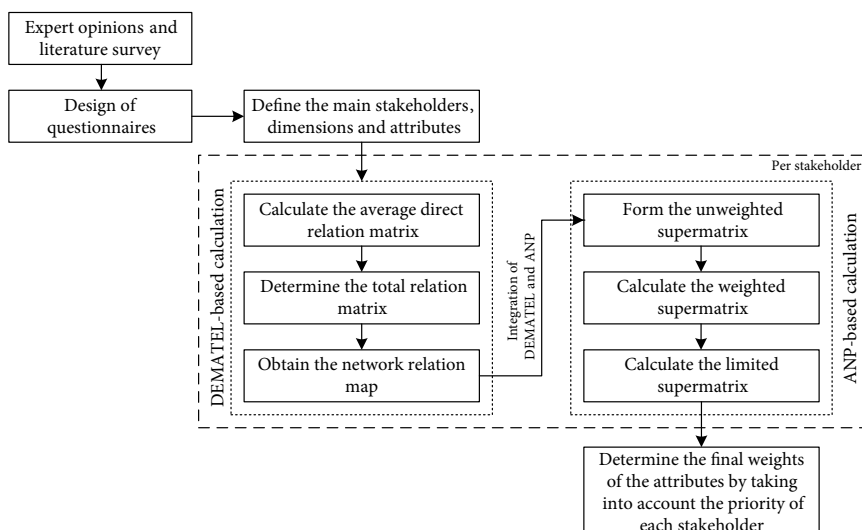 Expert opinions and
literature survey
Design of
questionnaires
Define the main stakeholders,
dimensions and attributes
Per stakeholder
DEMATEL-based calculation
Calculate the average direct
relation matrix
Determine the total relation
matrix
Obtain the network relation
map
Integration of
DEMATEL and ANP
Form the unweighted
supermatrix
Calculate the weighted
supermatrix
Calculate the limited
supermatrix
ANP-based calculation
Determine the final weights
of the attributes by taking
into account the priority of
each stakeholder